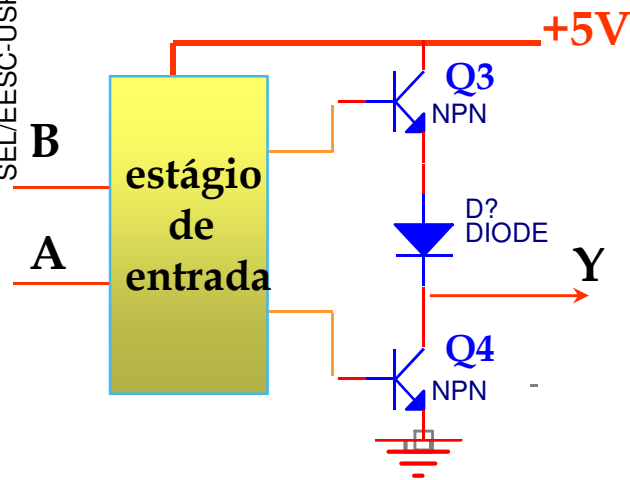 SEL/EESC-USP
+5V
Q3
NPN
B
estágio
de
entrada
D?
DIODE
A
Y
Q4
NPN